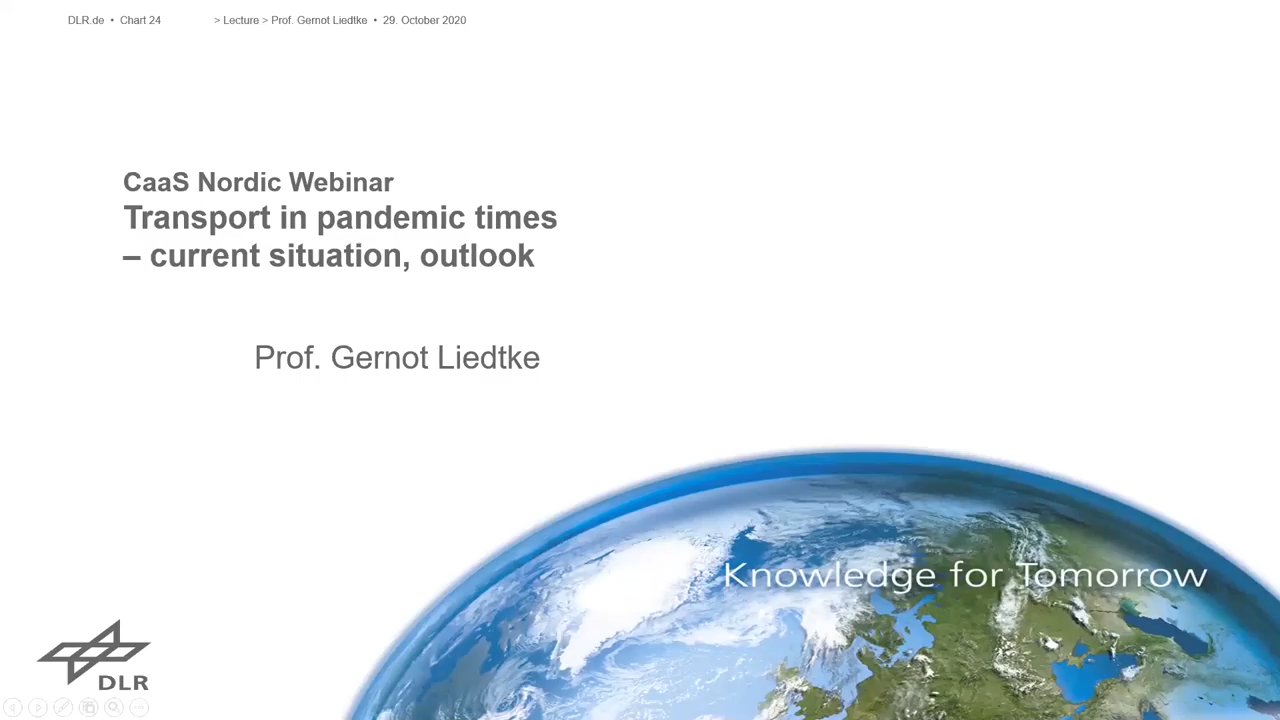 DLR.de • Chart 24 > Lecture > Prof. Gernot Liedtke • 29. October 2020
CaaS Nordic Webinar
Transport in pandemic times
– current situation, outlook
Prof. Gernot Liedtke
Knowledge for Tomorrow
DLR